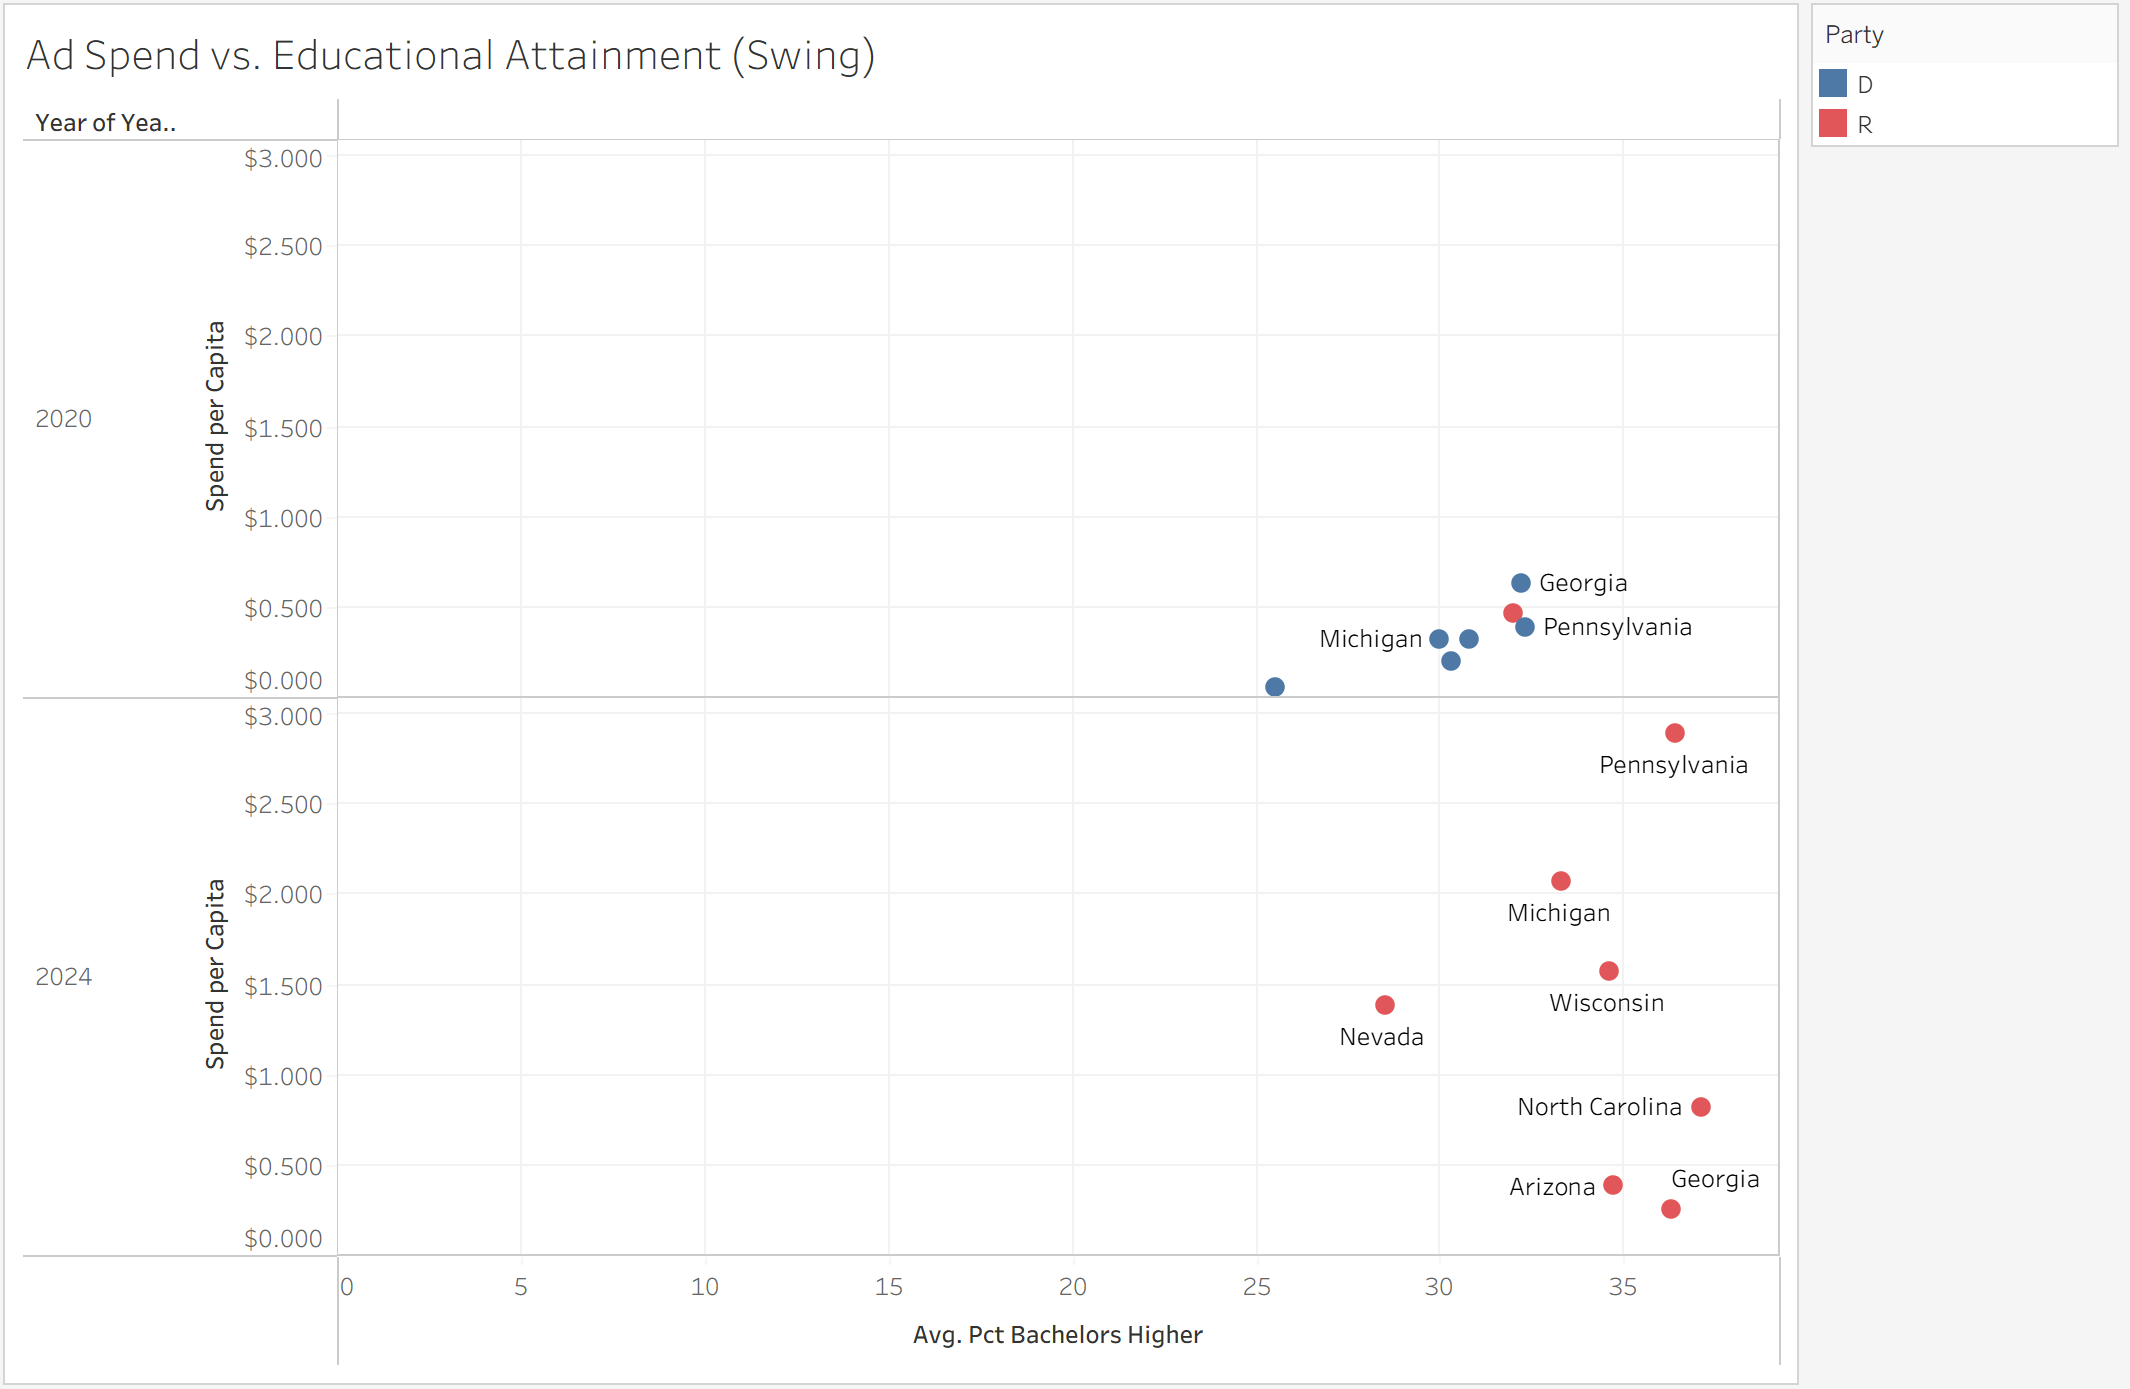 Ad Spend vs. Educational Attainment (Swing)
Year of Yea..
2020
Spend per Capita
$3.000
$2.500
$2.000
$1.500
$1.000
$0.500
$0.000
Georgia
Pennsylvania
Michigan
2024
Spend per Capita
$3.000
$2.500
$2.000
$1.500
$1.000
$0.500
$0.000
Pennsylvania
Michigan
Wisconsin
Nevada
North Carolina
Georgia
Arizona
0 5 10 15 20 25 30 35
Avg. Pct Bachelors Higher
Party
D
R